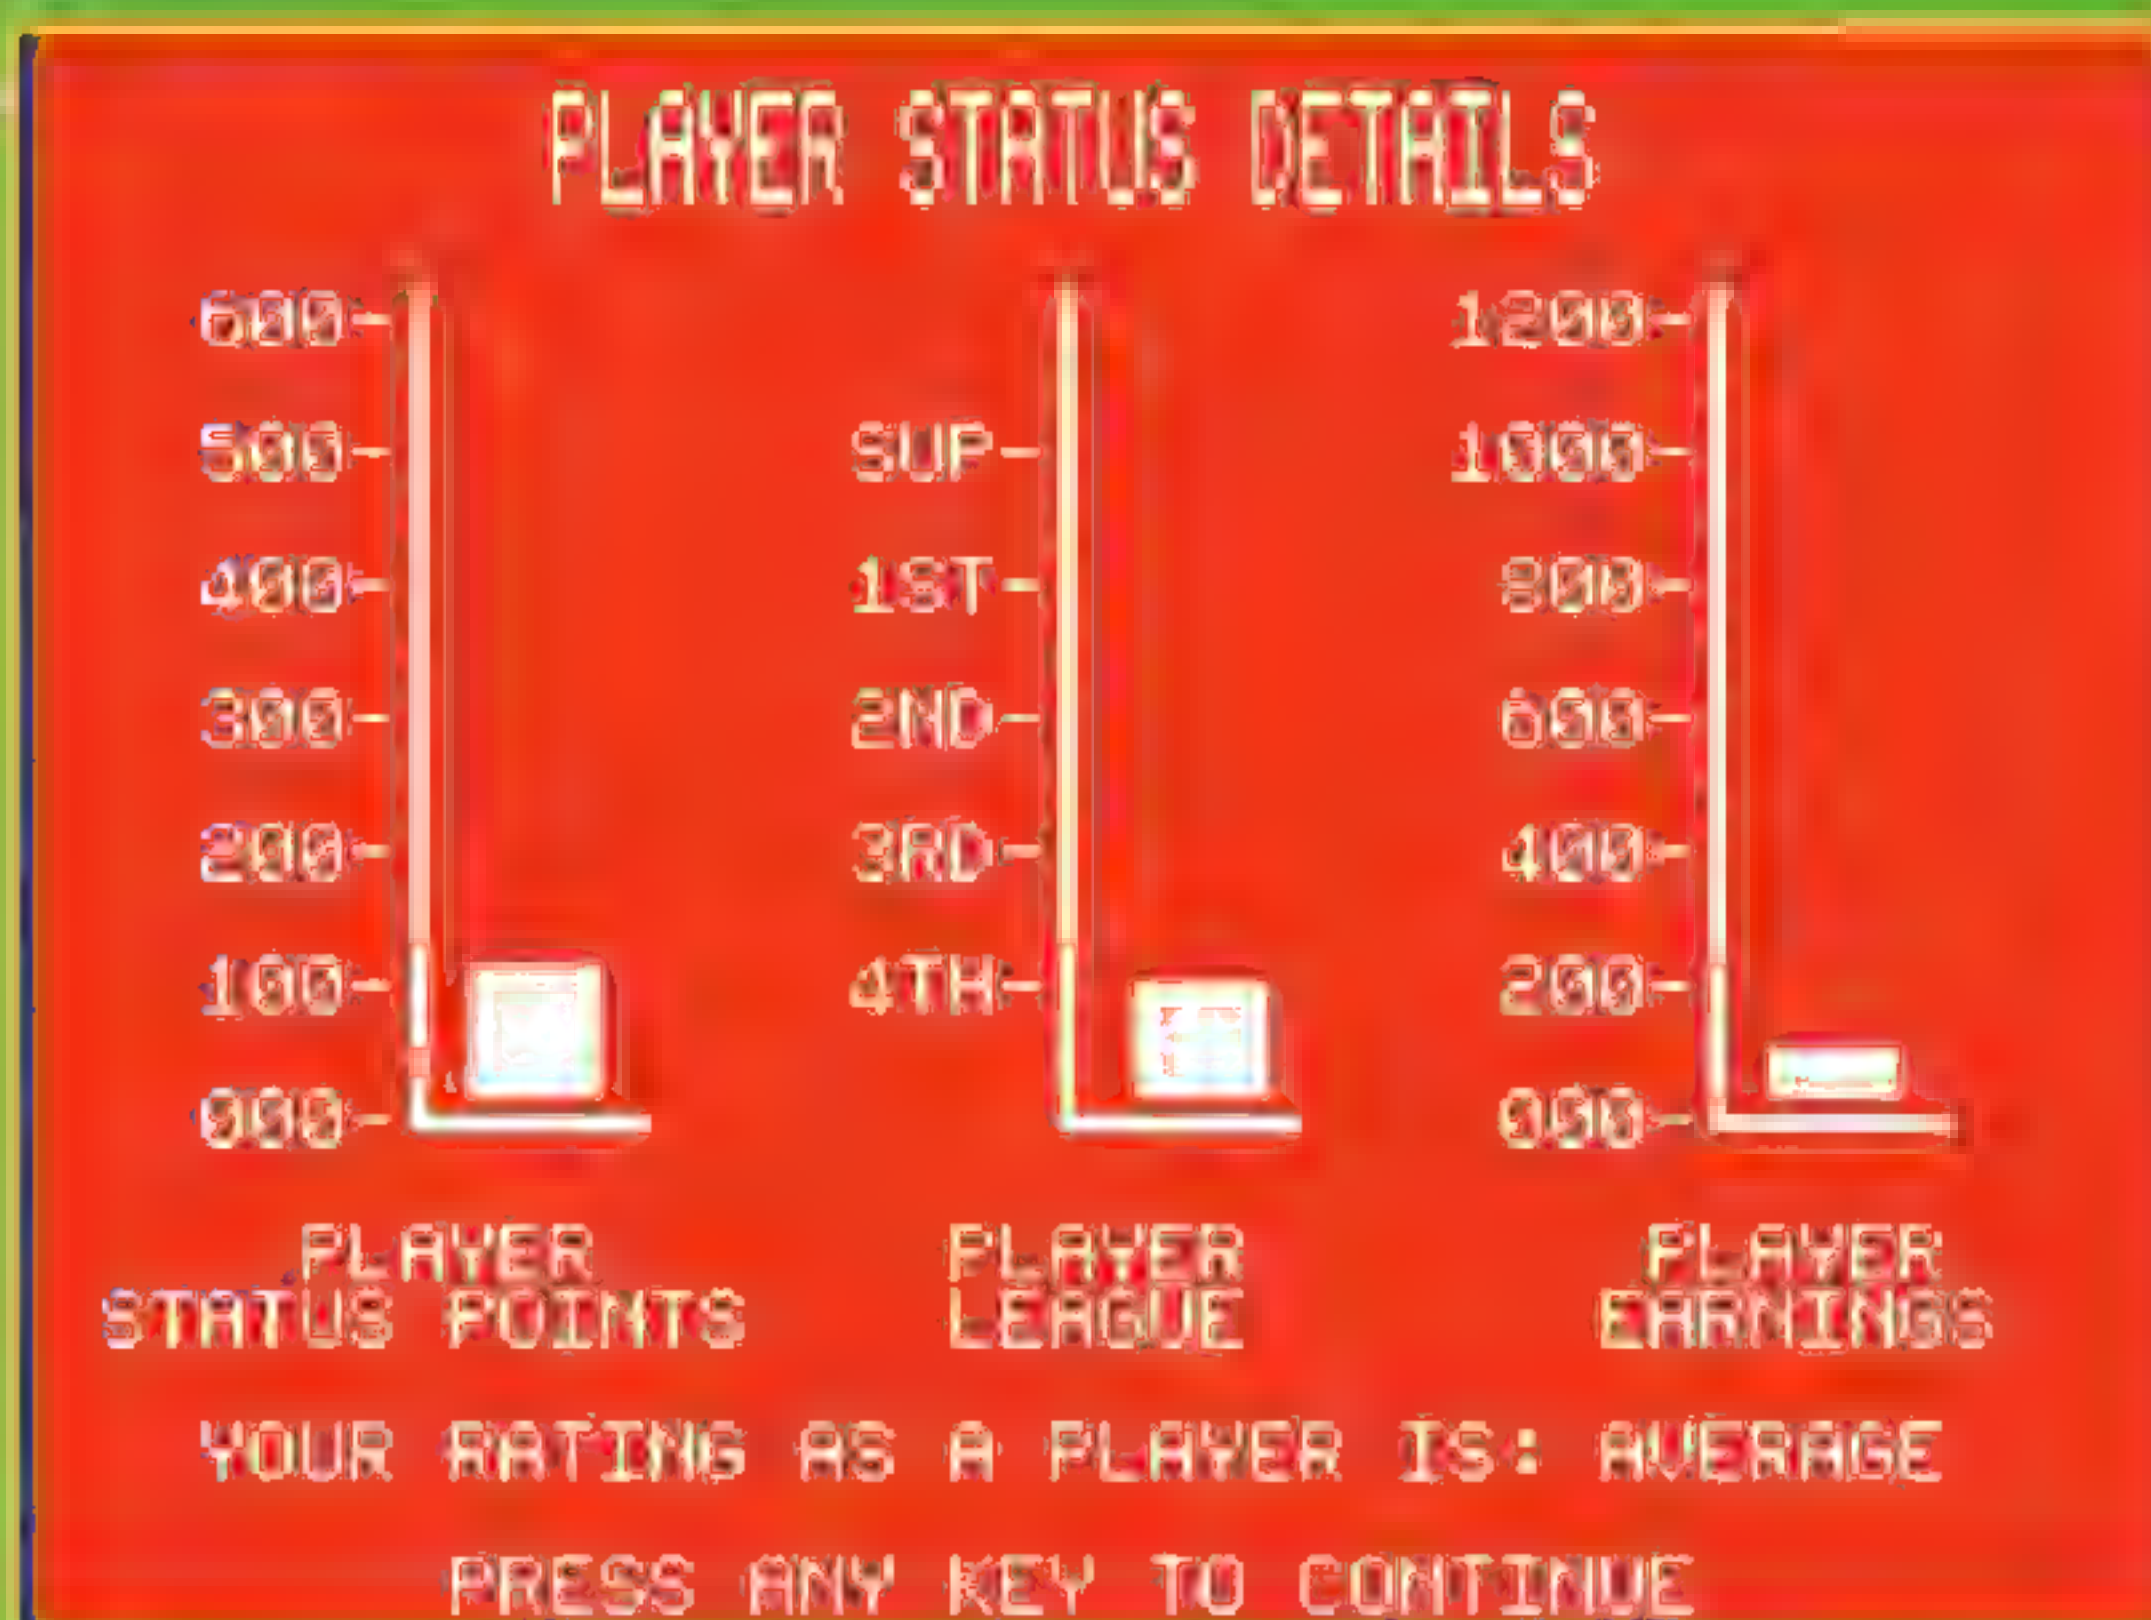 PLAYER STATUS DETAILS
600
500
400
300
200
100
000
PLAYER
STATUS POINTS
SUP
1ST
2ND
3RD
4TH
PLAYER
LEAGUE
1200
1000
800
600
400
200
000
PLAYER
EARNINGS
YOUR RATING AS A PLAYER IS: AVERAGE
PRESS ANY KEY TO CONTINUE